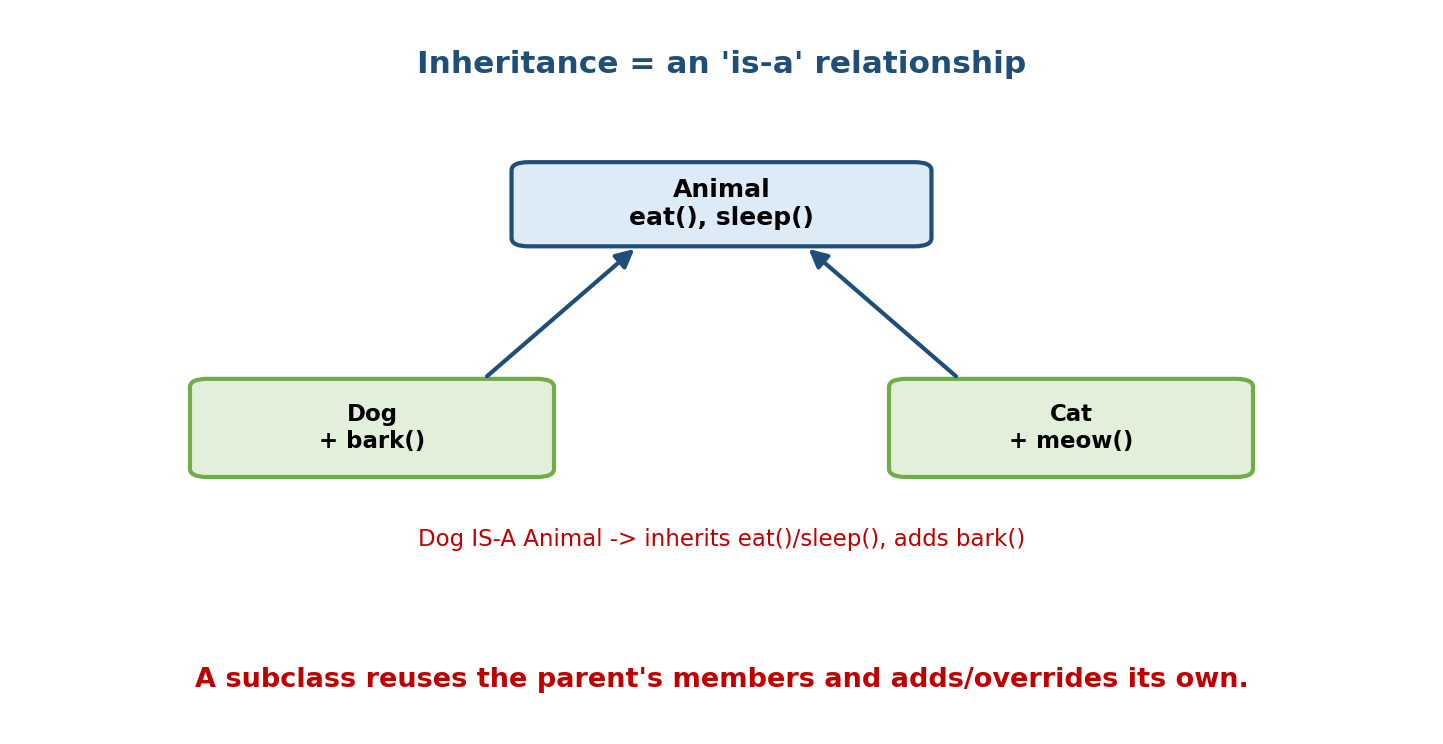 Inheritance = an 'is-a' relationship
Animal
eat(), sleep()
Dog
+ bark()
Cat
+ meow()
Dog IS-A Animal -> inherits eat()/sleep(), adds bark()
A subclass reuses the parent's members and adds/overrides its own.